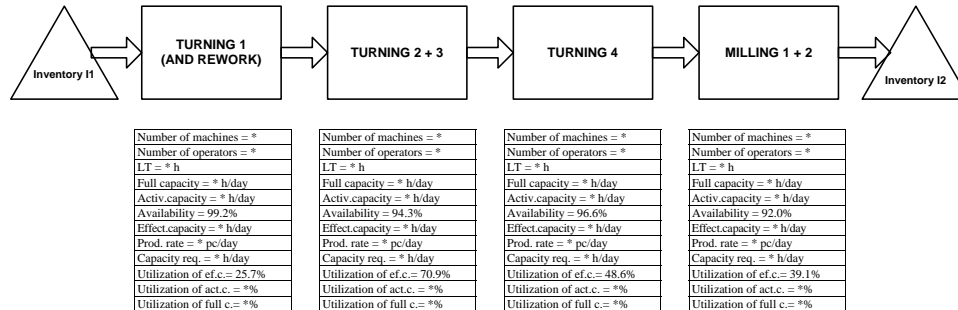 Inventory I1
TURNING 1
(AND REWORK)
TURNING 2 + 3
TURNING 4
MILLING 1 + 2
Inventory I2
Number of machines = *
Number of operators = *
LT = * h
Full capacity = * h/day
Activ.capacity = * h/day
Availability = 99.2%
Effect.capacity = * h/day
Prod. rate = * pc/day
Capacity req. = * h/day
Utilization of ef.c.= 25.7%
Utilization of act.c. = *%
Utilization of full c.= *%
Number of machines = *
Number of operators = *
LT = * h
Full capacity = * h/day
Activ.capacity = * h/day
Availability = 94.3%
Effect.capacity = * h/day
Prod. rate = * pc/day
Capacity req. = * h/day
Utilization of ef.c.= 70.9%
Utilization of act.c. = *%
Utilization of full c.= *%
Number of machines = *
Number of operators = *
LT = * h
Full capacity = * h/day
Activ.capacity = * h/day
Availability = 96.6%
Effect.capacity = * h/day
Prod. rate = * pc/day
Capacity req. = * h/day
Utilization of ef.c.= 48.6%
Utilization of act.c. = *%
Utilization of full c.= *%
Number of machines = *
Number of operators = *
LT = * h
Full capacity = * h/day
Activ.capacity = * h/day
Availability = 92.0%
Effect.capacity = * h/day
Prod. rate = * pc/day
Capacity req. = * h/day
Utilization of ef.c.= 39.1%
Utilization of act.c. = *%
Utilization of full c.= *%